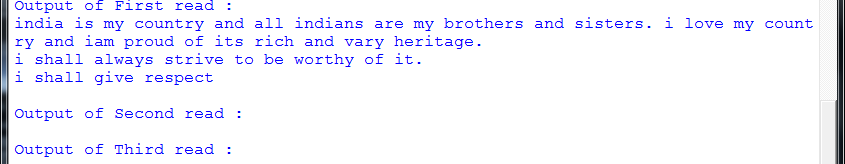 Output of First read :
india is my country and all indians are my brothers and sisters. i love my count
ry and iam proud of its rich and vary heritage.
i shall always strive to be worthy of it.
i shall give respect
Output of Second read :
Output of Third read :